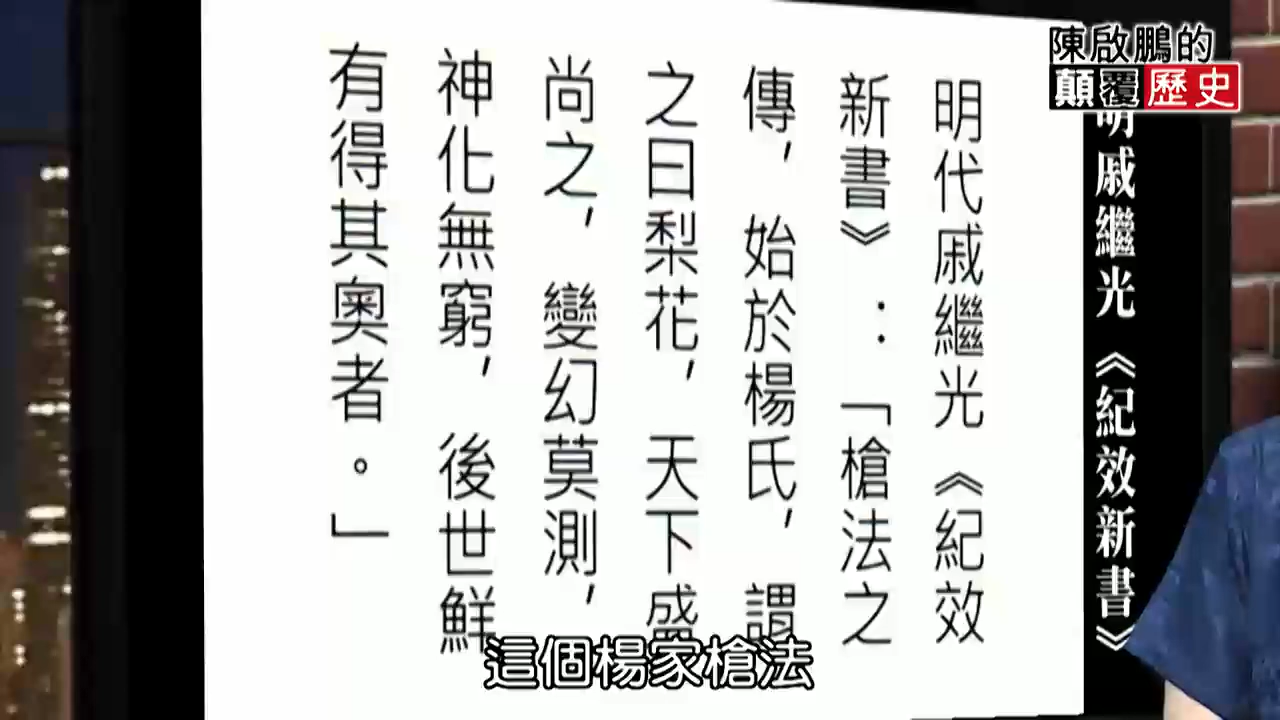 陳啟鵬的
顛覆歷史
明戚繼光《紀效新書》
明代戚繼光《紀效
新書》：「槍法之
傳，始於楊氏，謂
之曰梨花，天下盛
尚之，變幻莫測，
神化無窮，後世鮮
有得其奧者。」
這個楊家槍法